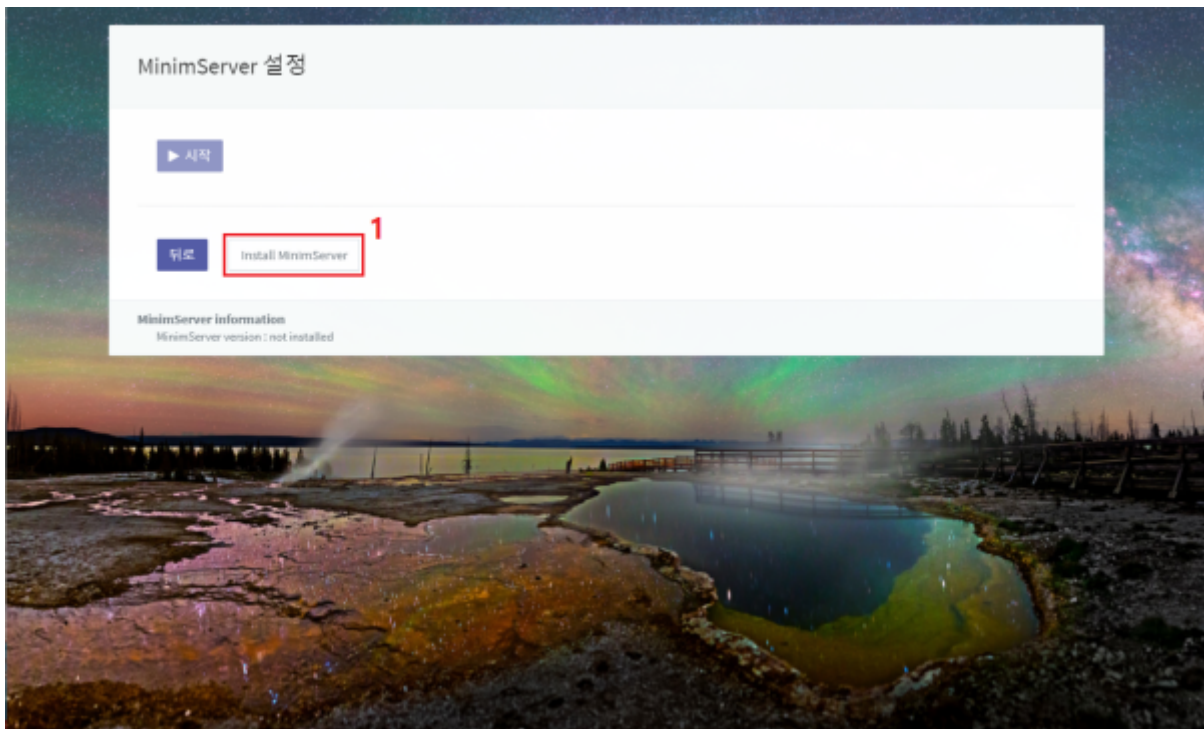 MinimServer 설정
▶ 시작
1
뒤로 Install MinimServer
MinimServer information
MinimServer version : not installed